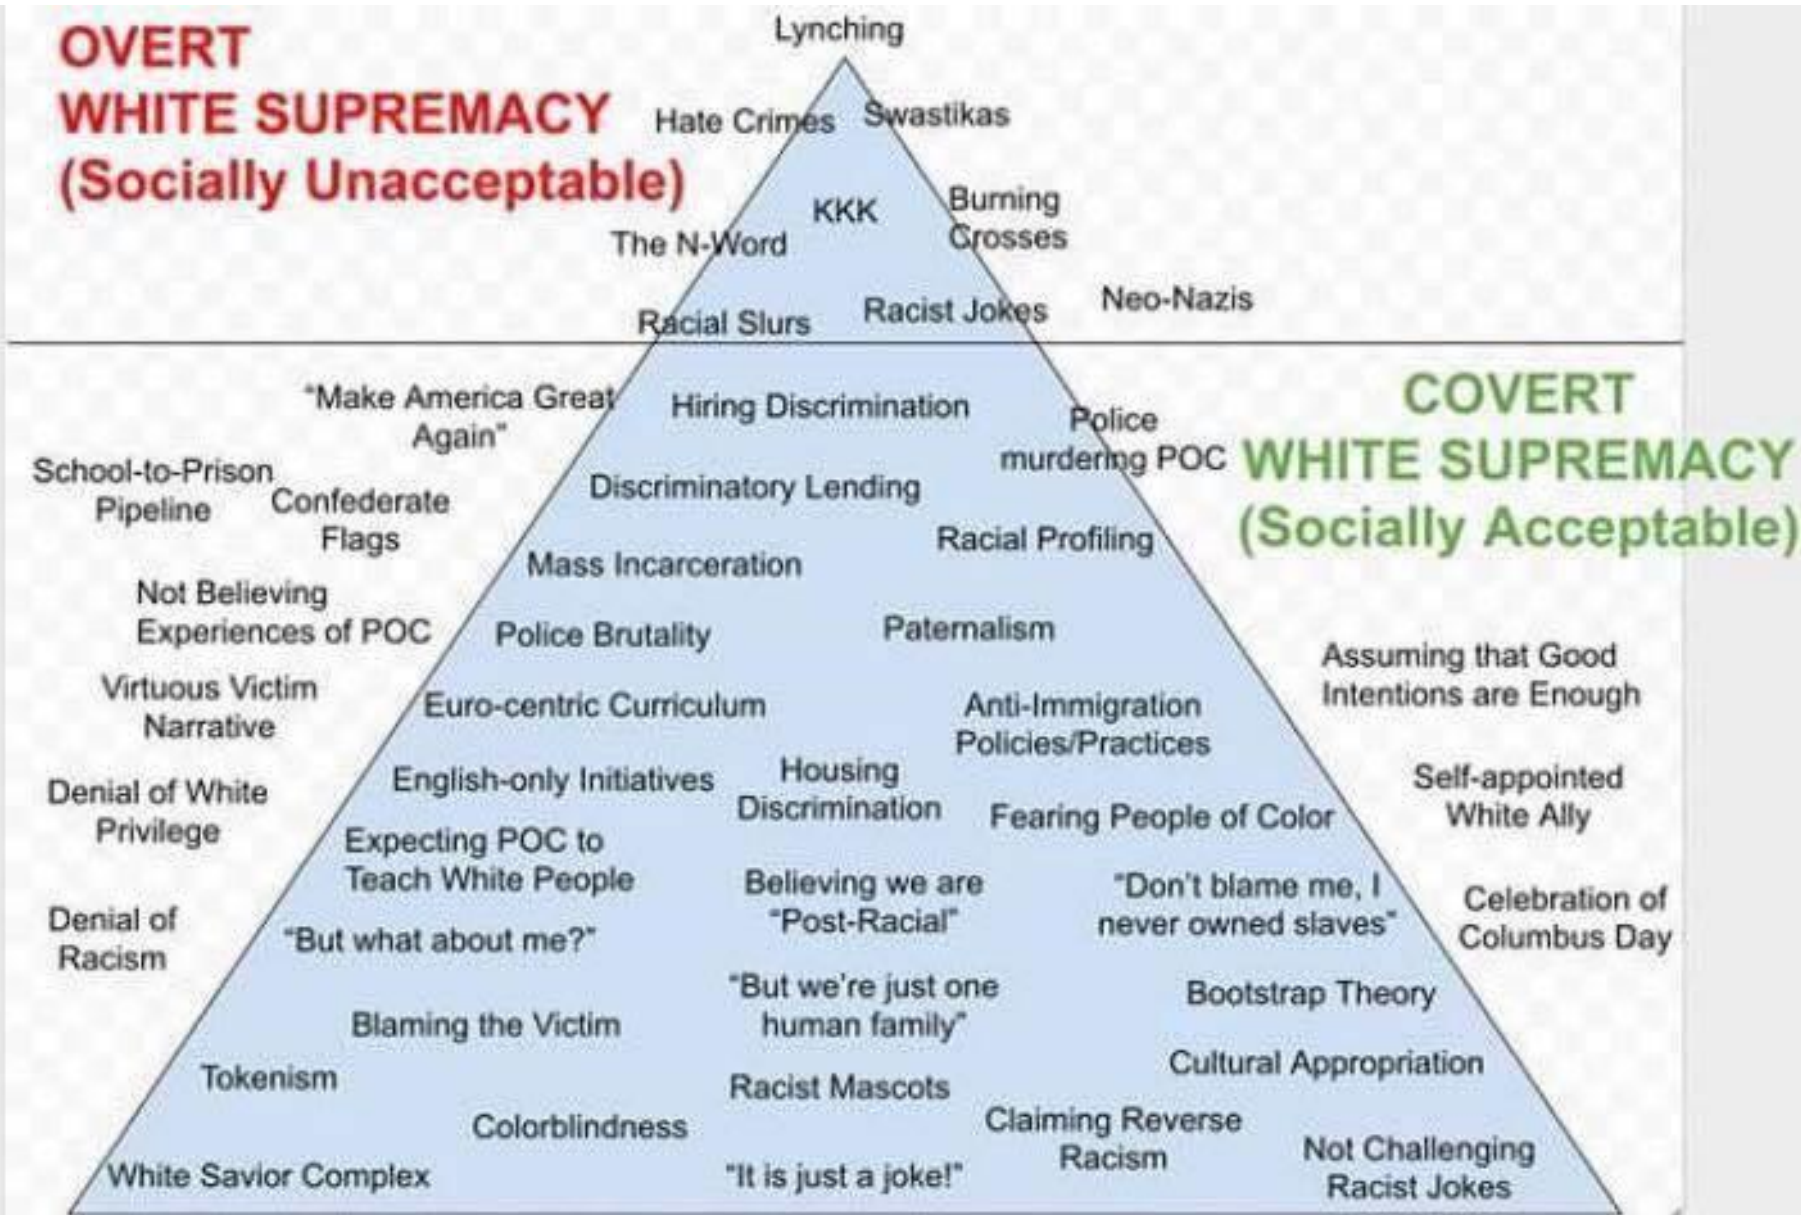 OVERT
WHITE SUPREMACY
(Socially Unacceptable)
Lynching
Hate Crimes
Swastikas
KKK
Burning
Crosses
The N-Word
Racial Slurs
Racist Jokes
Neo-Nazis
COVERT
WHITE SUPREMACY
(Socially Acceptable)
"Make America Great
Again"
Hiring Discrimination
Police
murdering POC
School-to-Prison
Pipeline
Confederate
Flags
Discriminatory Lending
Racial Profiling
Mass Incarceration
Not Believing
Experiences of POC
Police Brutality
Paternalism
Assuming that Good
Intentions are Enough
Virtuous Victim
Narrative
Euro-centric Curriculum
Anti-Immigration
Policies/Practices
Denial of White
Privilege
English-only Initiatives
Housing
Discrimination
Fearing People of Color
Self-appointed
White Ally
Expecting POC to
Teach White People
Believing we are
"Post-Racial"
"Don't blame me, I
never owned slaves"
Celebration of
Columbus Day
Denial of
Racism
"But what about me?"
"But we're just one
human family"
Bootstrap Theory
Blaming the Victim
Tokenism
Racist Mascots
Cultural Appropriation
Colorblindness
Claiming Reverse
Racism
Not Challenging
Racist Jokes
White Savior Complex
"It is just a joke!"